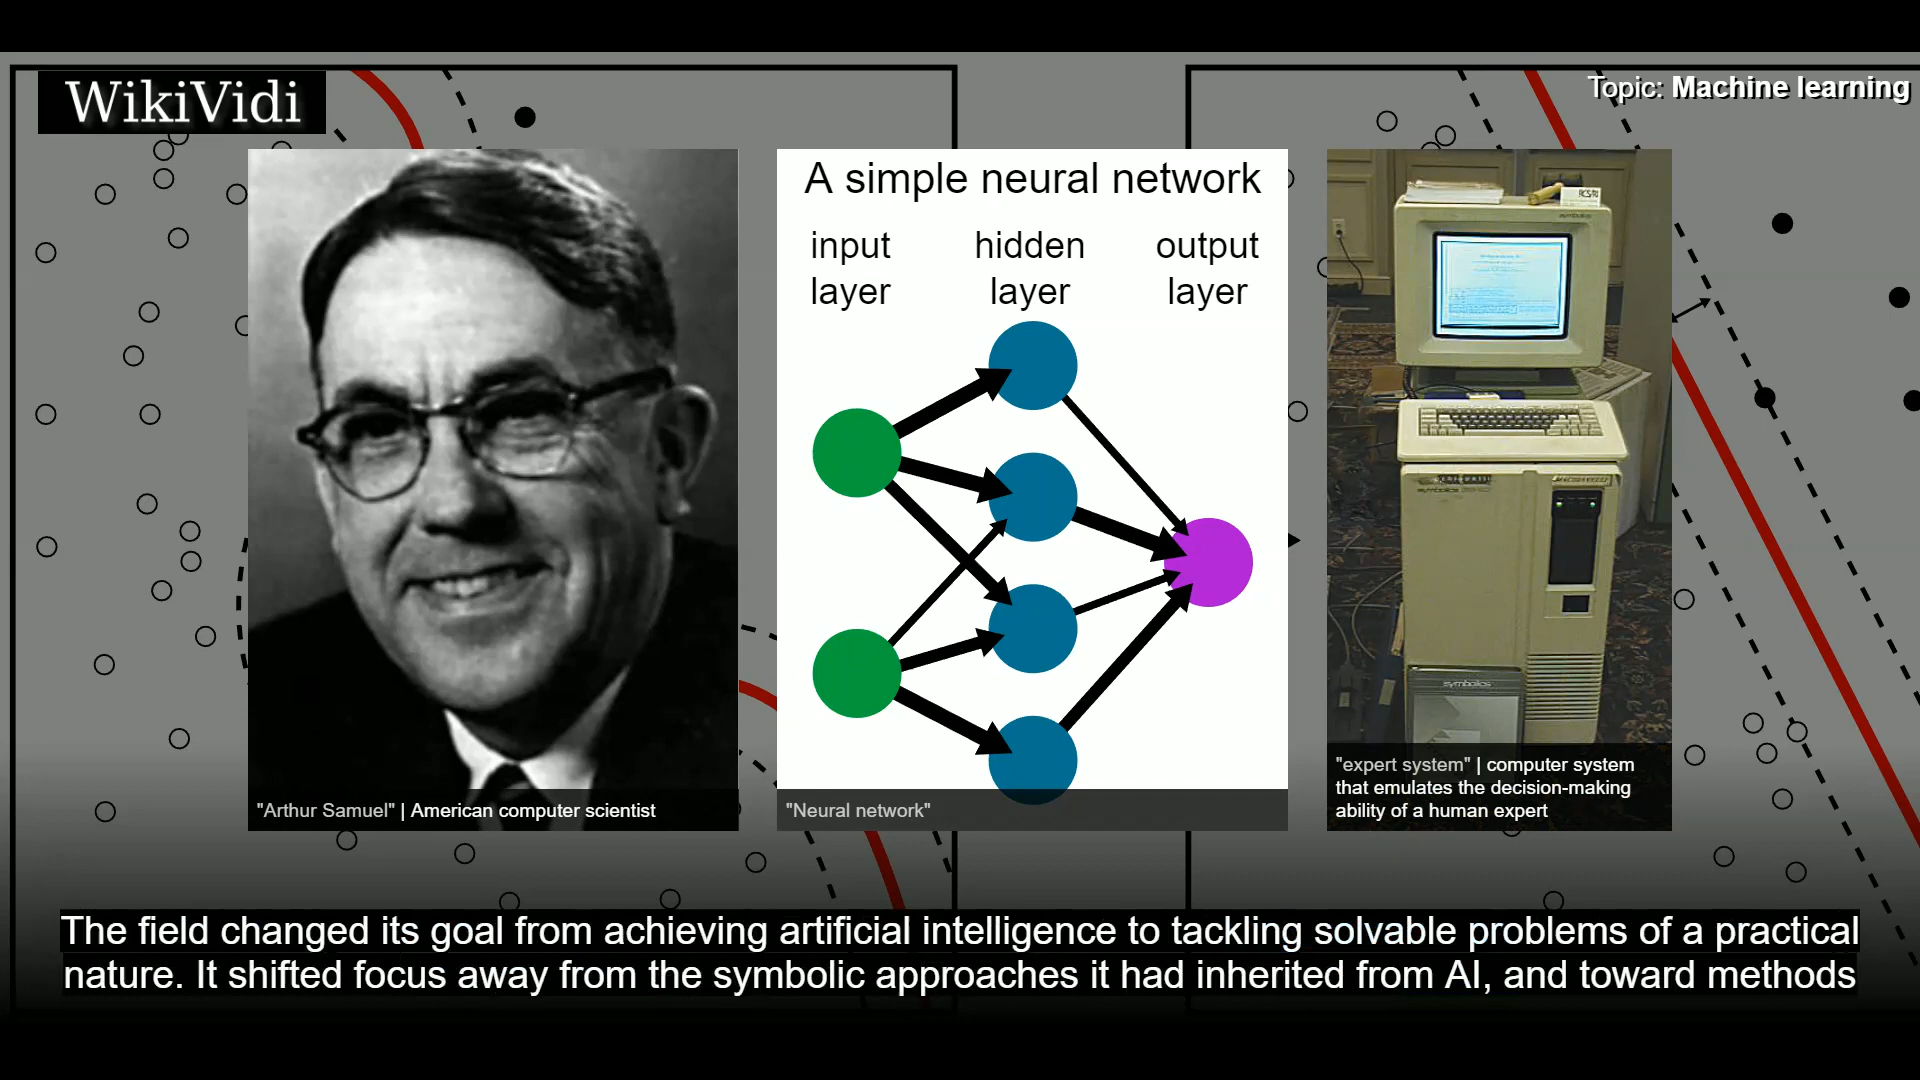 WikiVidi
Topic: Machine learning
A simple neural network
input hidden output
layer layer layer
symbolics
"Arthur Samuel" | American computer scientist
"Neural network"
"expert system" | computer system
that emulates the decision-making
ability of a human expert
The field changed its goal from achieving artificial intelligence to tackling solvable problems of a practical
nature. It shifted focus away from the symbolic approaches it had inherited from AI, and toward methods